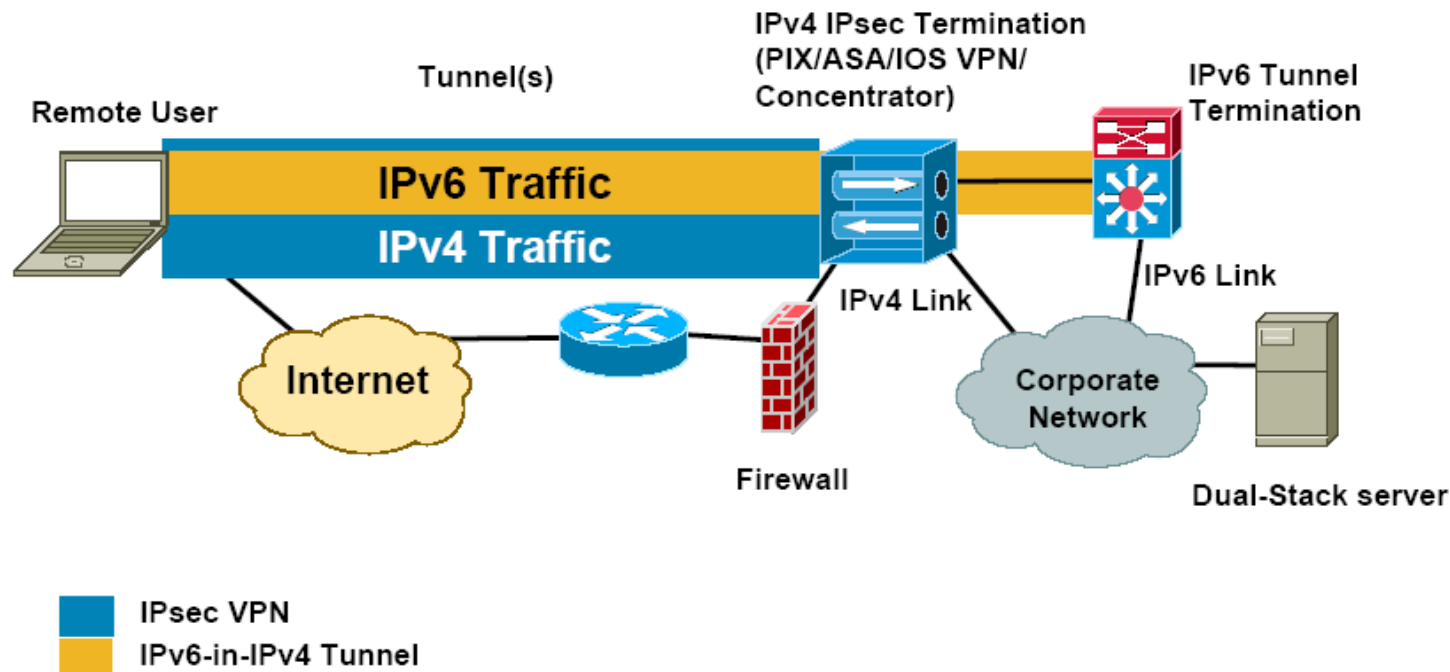 IPv4 IPsec Termination
(PIX/ASA/IOS VPN/
Concentrator)
Tunnel(s)
IPv6 Tunnel
Termination
Remote User
IPv6 Traffic
IPv4 Traffic
IPv4 Link
IPv6 Link
Internet
Corporate
Network
Firewall
Dual-Stack server
IPsec VPN
IPv6-in-IPv4 Tunnel